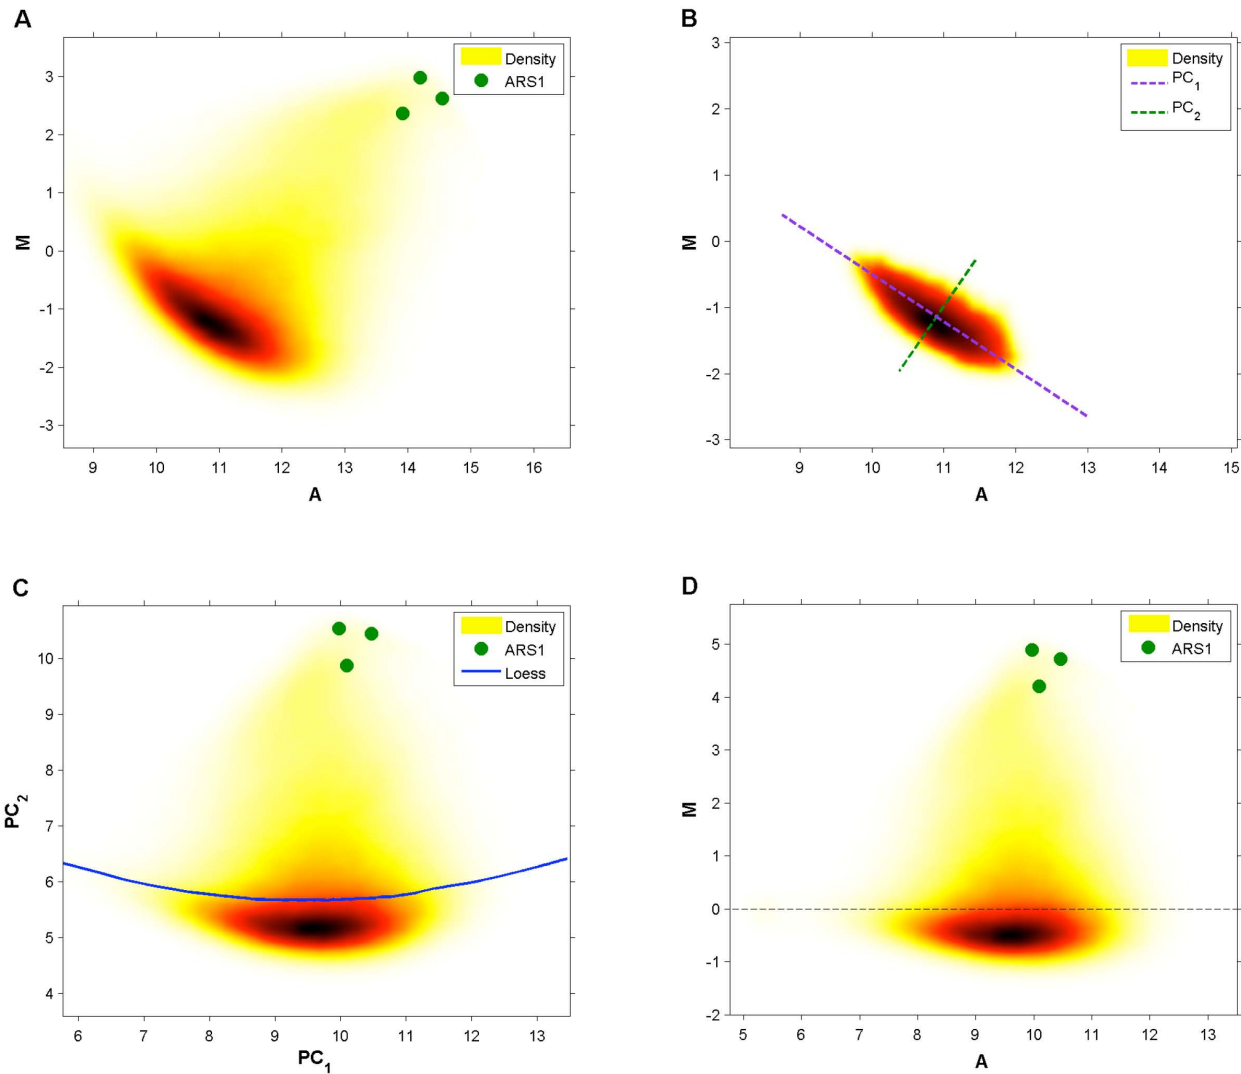 A
3
2
1
0
-1
-2
-3
M
9 10 11 12 13 14 15 16
A
Density
ARS1
B
3
2
1
0
-1
-2
-3
M
9 10 11 12 13 14 15
A
Density
PC1
PC2
C
10
9
8
7
6
5
4
PC2
6 7 8 9 10 11 12 13
PC1
Density
ARS1
Loess
D
5
4
3
2
1
0
-1
-2
M
5 6 7 8 9 10 11 12 13
A
Density
ARS1